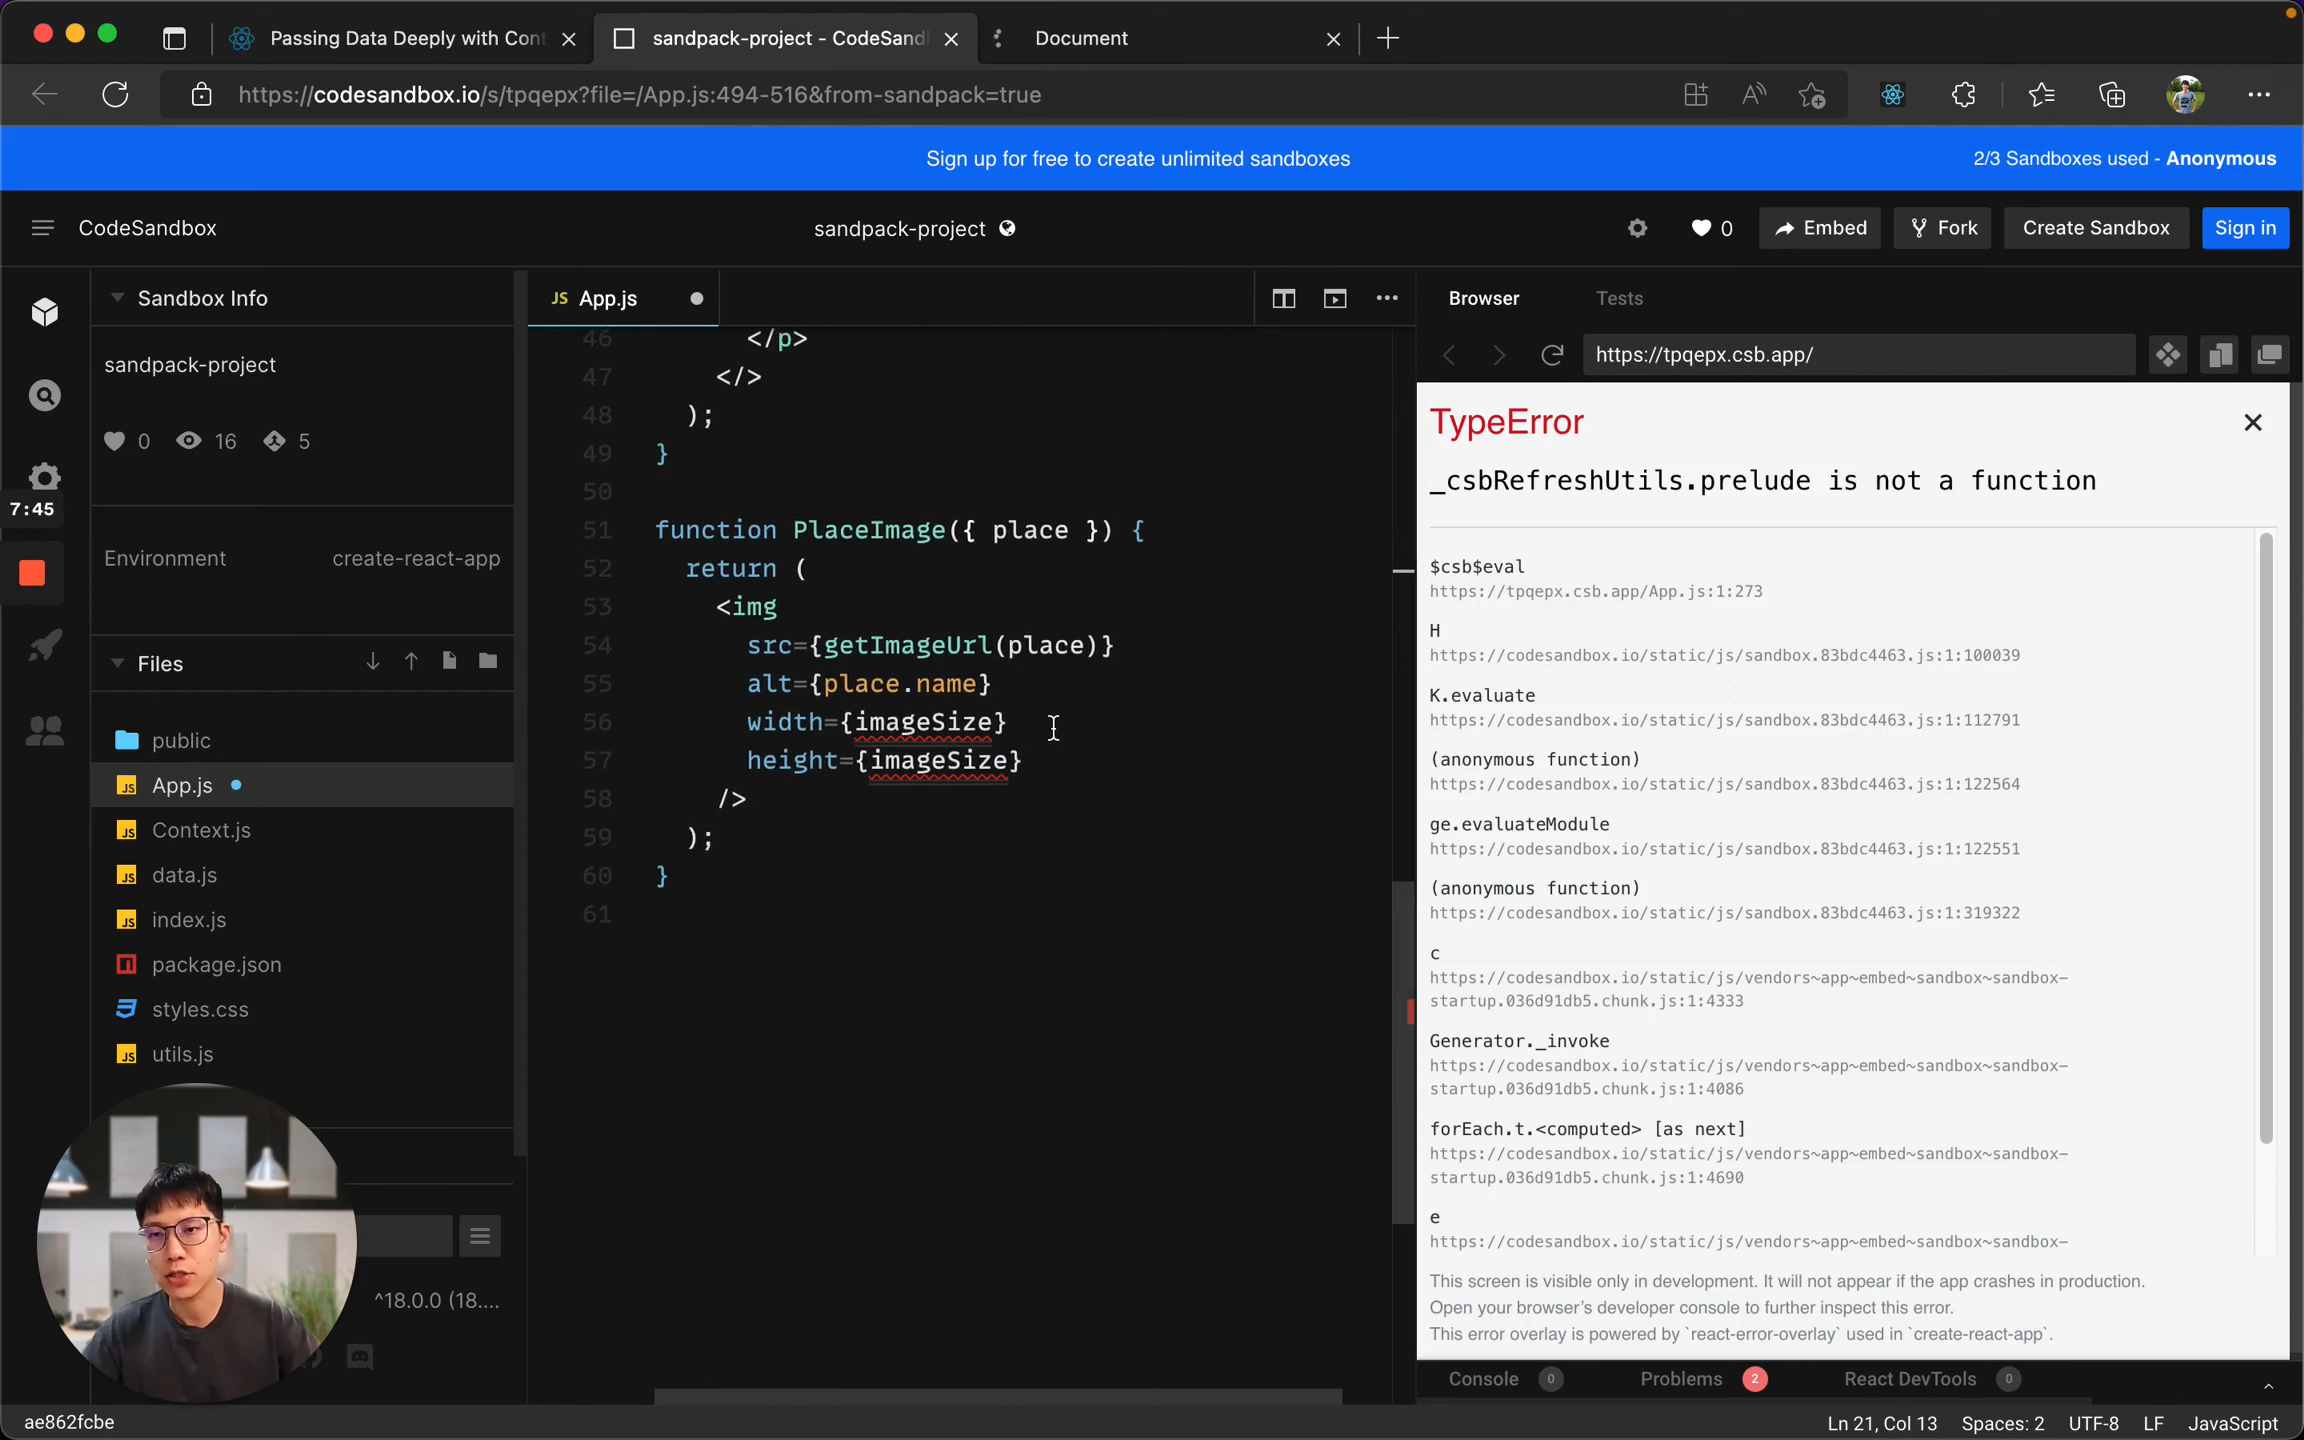 Passing Data Deeply with Cont
sandpack-project - CodeSand
Document
https://codesandbox.io/s/tpqepx?file=/App.js:494-516&from-sandpack=true
Sign up for free to create unlimited sandboxes
2/3 Sandboxes used - Anonymous
CodeSandbox
sandpack-project
0
Embed
Fork
Create Sandbox
Sign in
Sandbox Info
sandpack-project
0 16 5
7:45
Environment create-react-app
Files
public
App.js
Context.js
data.js
index.js
package.json
styles.css
utils.js
^18.0.0 (18....
JS App.js
46 </p>
47 </>
48 );
49 }
50
51 function PlaceImage({ place }) {
52 return (
53 <img
54 src={getImageUrl(place)}
55 alt={place.name}
56 width={imageSize}
57 height={imageSize}
58 />
59 );
60 }
61
Browser Tests
https://tpqepx.csb.app/
TypeError
_csbRefreshUtils.prelude is not a function
$csb$eval
https://tpqepx.csb.app/App.js:1:273
H
https://codesandbox.io/static/js/sandbox.83bdc4463.js:1:100039
K.evaluate
https://codesandbox.io/static/js/sandbox.83bdc4463.js:1:112791
(anonymous function)
https://codesandbox.io/static/js/sandbox.83bdc4463.js:1:122564
ge.evaluateModule
https://codesandbox.io/static/js/sandbox.83bdc4463.js:1:122551
(anonymous function)
https://codesandbox.io/static/js/sandbox.83bdc4463.js:1:319322
c
https://codesandbox.io/static/js/vendors~app~embed~sandbox~sandbox-
startup.036d91db5.chunk.js:1:4333
Generator._invoke
https://codesandbox.io/static/js/vendors~app~embed~sandbox~sandbox-
startup.036d91db5.chunk.js:1:4086
forEach.t.<computed> [as next]
https://codesandbox.io/static/js/vendors~app~embed~sandbox~sandbox-
startup.036d91db5.chunk.js:1:4690
e
https://codesandbox.io/static/js/vendors~app~embed~sandbox~sandbox-
This screen is visible only in development. It will not appear if the app crashes in production.
Open your browser's developer console to further inspect this error.
This error overlay is powered by `react-error-overlay` used in `create-react-app`.
Console 0 Problems 2 React DevTools 0
ae862fcbe
Ln 21, Col 13 Spaces: 2 UTF-8 LF JavaScript